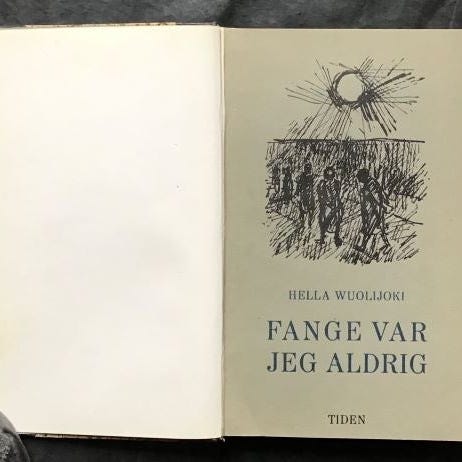 HELLA WUOLIJOKI
FANGE VAR
JEG ALDRIG
TIDEN